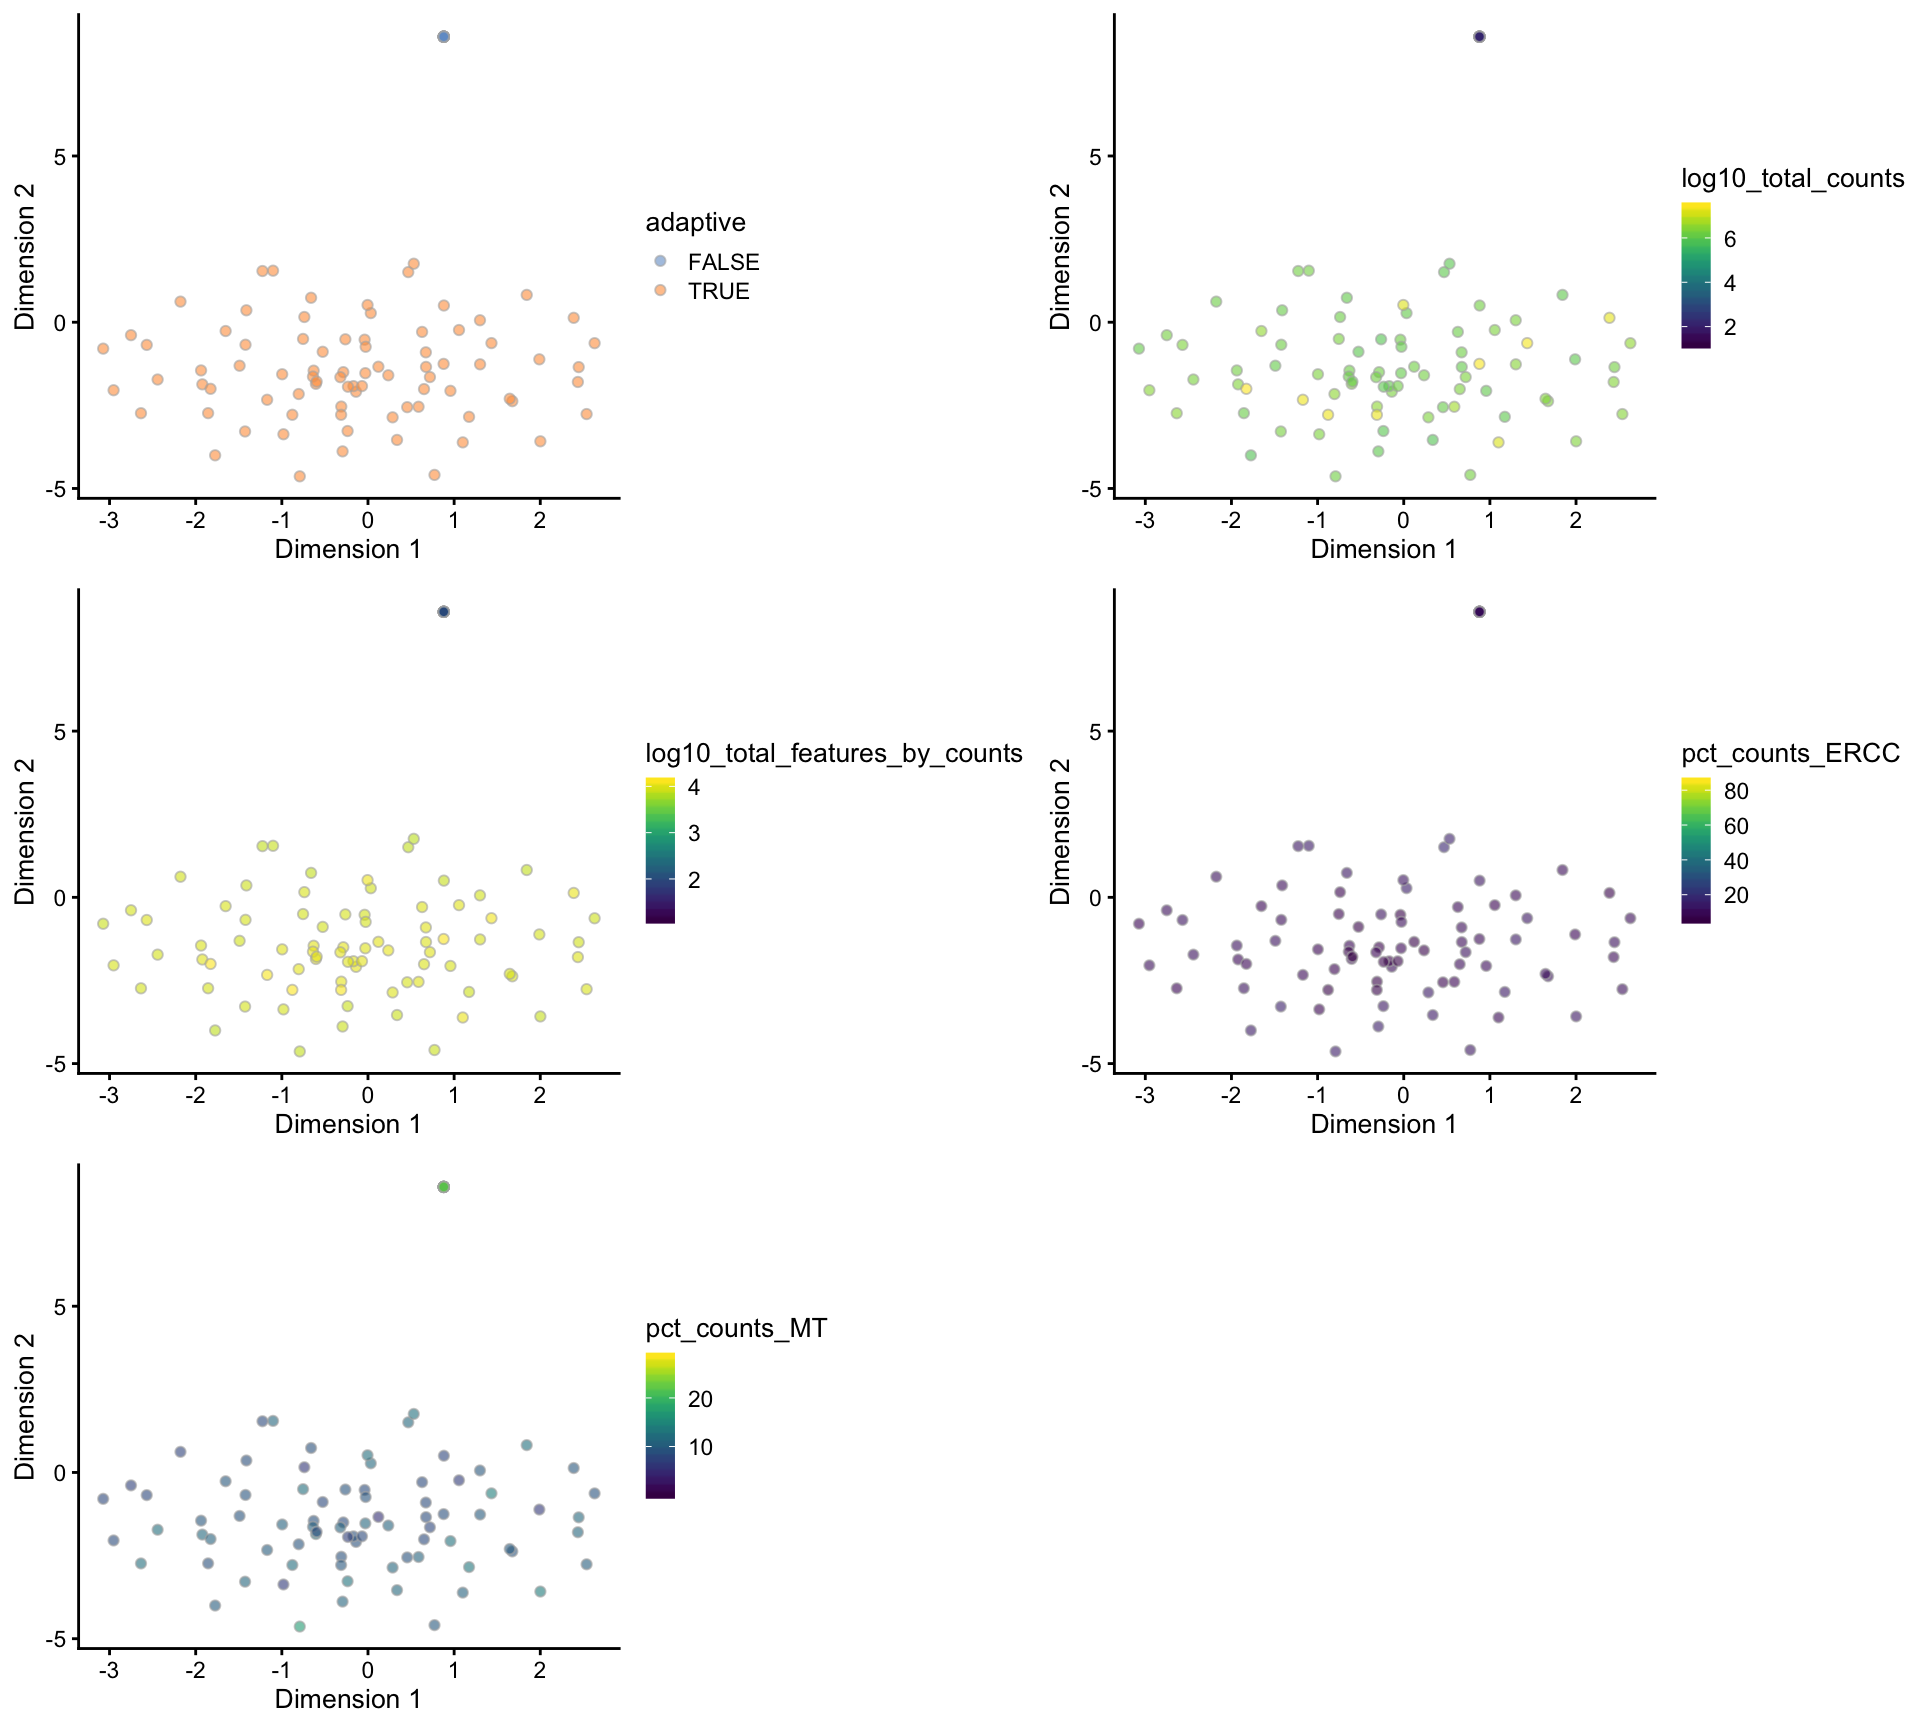 Dimension 2
5
0
-5
-3 -2 -1 0 1 2
Dimension 1
adaptive
FALSE
TRUE
Dimension 2
5
0
-5
-3 -2 -1 0 1 2
Dimension 1
log10_total_counts
6
4
2
Dimension 2
5
0
-5
-3 -2 -1 0 1 2
Dimension 1
log10_total_features_by_counts
4
3
2
Dimension 2
5
0
-5
-3 -2 -1 0 1 2
Dimension 1
pct_counts_ERCC
80
60
40
20
Dimension 2
5
0
-5
-3 -2 -1 0 1 2
Dimension 1
pct_counts_MT
20
10